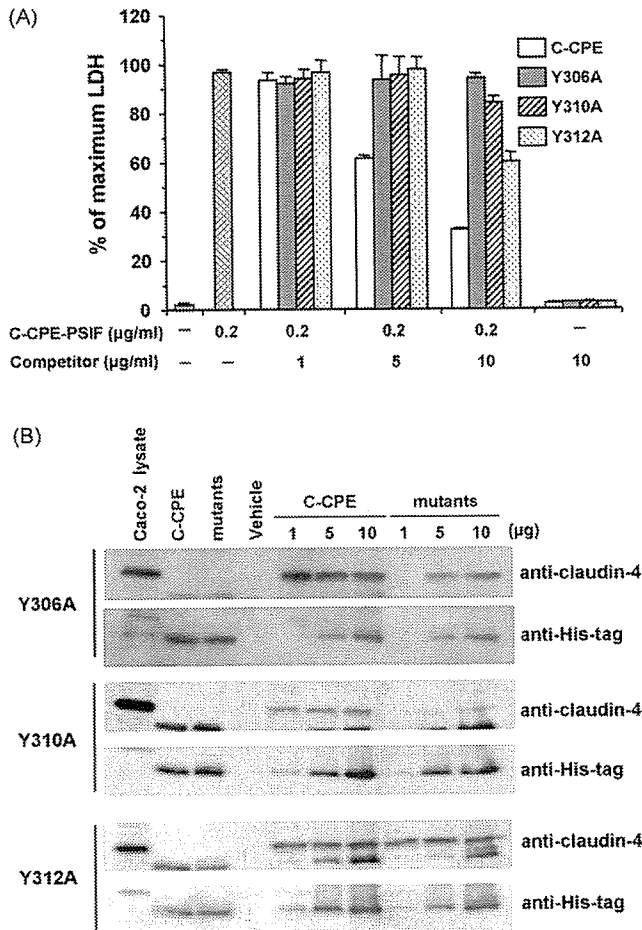 (A)
% of maximum LDH
120
100
80
60
40
20
0
C-CPE
Y306A
Y310A
Y312A
C-CPE-PSIF (µg/ml) — 0.2 0.2 0.2 0.2 —
Competitor (µg/ml) — — 1 5 10 10
(B)
Caco-2 lysate
C-CPE
mutants
Vehicle
C-CPE mutants
1 5 10 1 5 10 (µg)
Y306A
anti-claudin-4
anti-His-tag
Y310A
anti-claudin-4
anti-His-tag
Y312A
anti-claudin-4
anti-His-tag